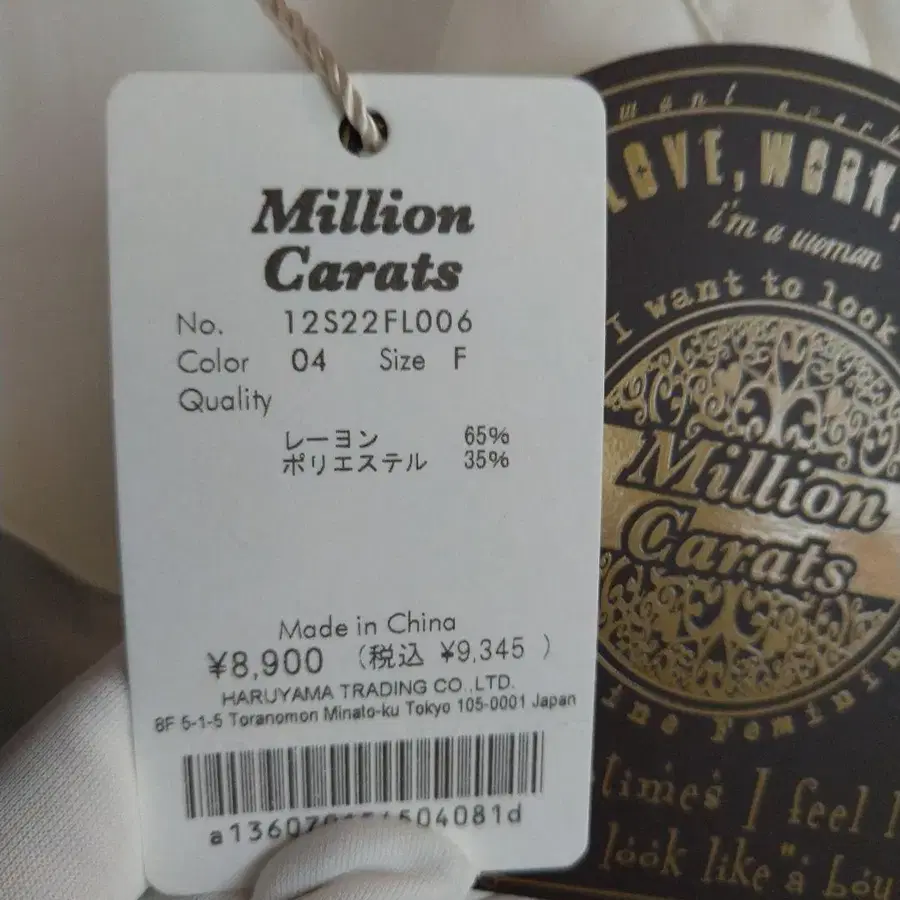 Million
Carats
No. 12S22FL006
Color 04 Size F
Quality
レーヨン 65%
ポリエステル 35%
Made in China
¥8,900 (税込 ¥9,345 )
HARUYAMA TRADING CO.,LTD.
8F 5-1-5 Toranomon Minato-ku Tokyo 105-0001 Japan
want
LOVE, WORK,
i'm a woman
I want to look
Million
Carats
I feel
look like "a